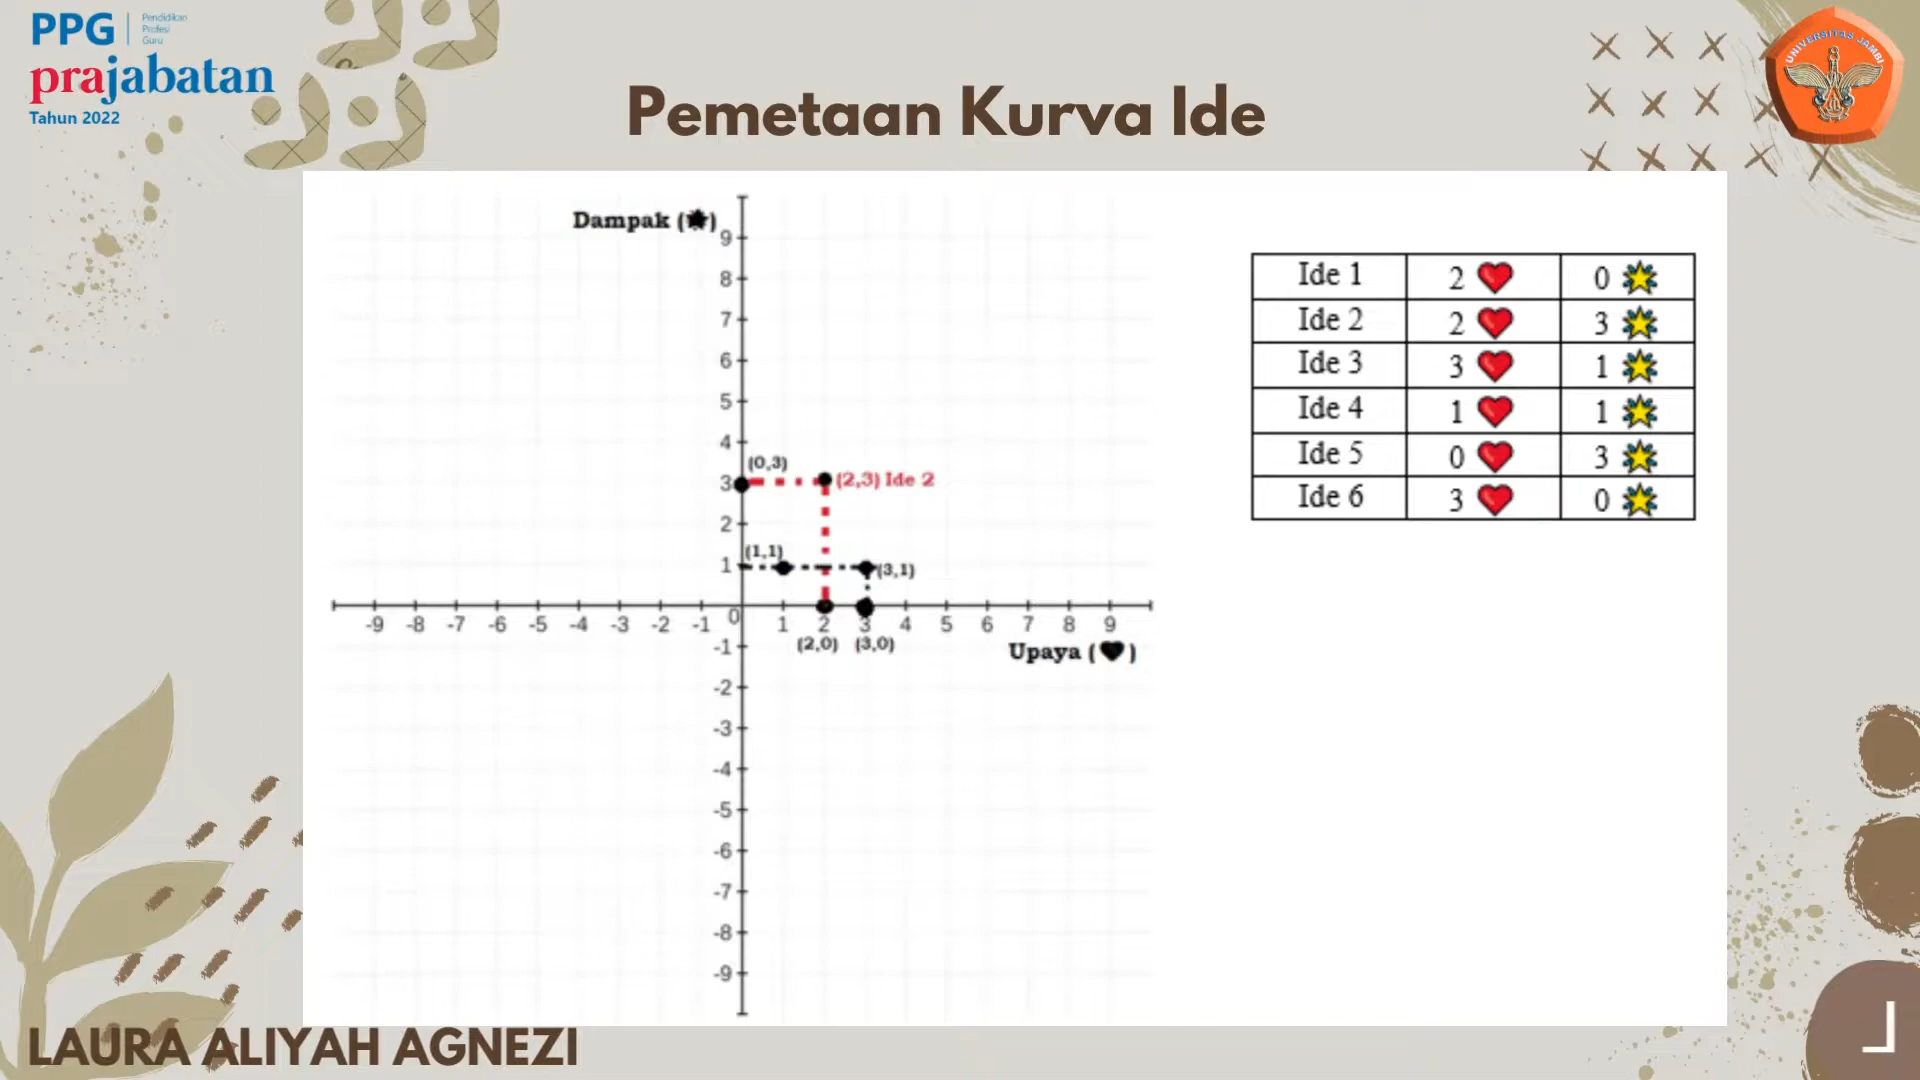 PPG
Pendidikan
Profesi
Guru
prajabatan
Tahun 2022
UNIVERSITAS JAMBI
Pemetaan Kurva Ide
Dampak ( )
9
8
7
6
5
4
3
2
1
0
(0,3)
(2,3) Ide 2
(1,1)
(3,1)
-9 -8 -7 -6 -5 -4 -3 -2 -1 1 2 3 4 5 6 7 8 9
(2,0) (3,0)
Upaya ( )
-1
-2
-3
-4
-5
-6
-7
-8
-9
Ide 1 2 0
Ide 2 2 3
Ide 3 3 1
Ide 4 1 1
Ide 5 0 3
Ide 6 3 0
LAURA ALIYAH AGNEZI